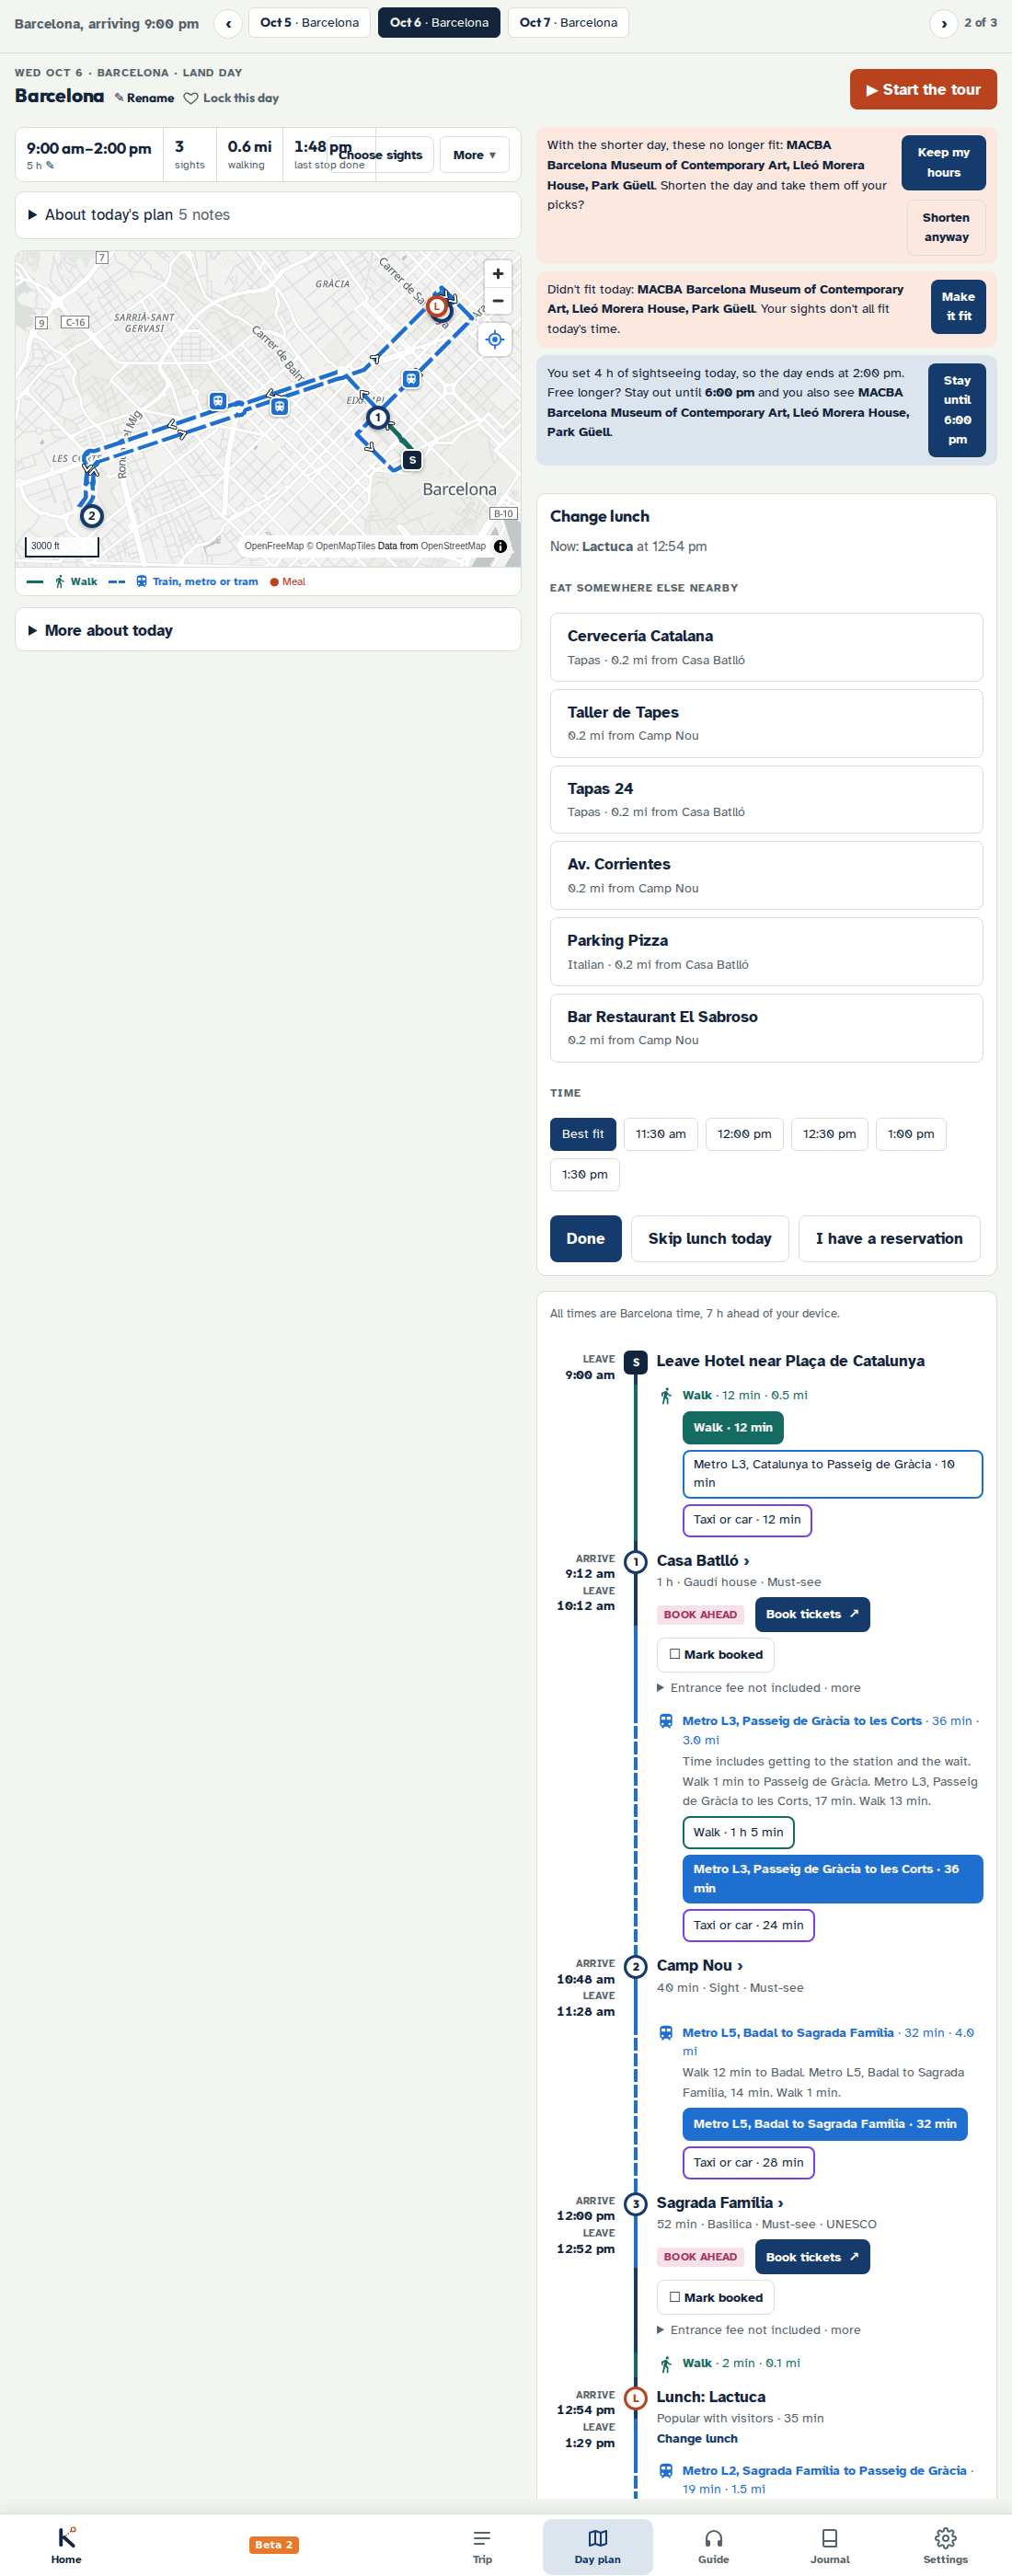 Barcelona, arriving 9:00 pm
‹
Oct 5 · Barcelona
Oct 6 · Barcelona
Oct 7 · Barcelona
›
2 of 3
WED OCT 6 · BARCELONA · LAND DAY
Barcelona
✎ Rename
Lock this day
▶ Start the tour
9:00 am–2:00 pm
5 h ✎
3
sights
0.6 mi
walking
1:48 pm
last stop done
Choose sights
More ▼
▶ About today's plan 5 notes
7
GRÀCIA
9
C-16
SARRIÀ-SANT
GERVASI
Carrer de Balm
LES CORTS
Barcelona
B-10
+
−
L
1
S
2
3000 ft
OpenFreeMap © OpenMapTiles Data from OpenStreetMap
Walk
Train, metro or tram
Meal
▶ More about today
With the shorter day, these no longer fit: MACBA
Barcelona Museum of Contemporary Art, Lleó Morera
House, Park Güell. Shorten the day and take them off your
picks?
Keep my
hours
Shorten
anyway
Didn't fit today: MACBA Barcelona Museum of Contemporary
Art, Lleó Morera House, Park Güell. Your sights don't all fit
today's time.
Make
it fit
You set 4 h of sightseeing today, so the day ends at 2:00 pm.
Free longer? Stay out until 6:00 pm and you also see MACBA
Barcelona Museum of Contemporary Art, Lleó Morera House,
Park Güell.
Stay
until
6:00
pm
Change lunch
Now: Lactuca at 12:54 pm
EAT SOMEWHERE ELSE NEARBY
Cervecería Catalana
Tapas · 0.2 mi from Casa Batlló
Taller de Tapes
0.2 mi from Camp Nou
Tapas 24
Tapas · 0.2 mi from Casa Batlló
Av. Corrientes
0.2 mi from Camp Nou
Parking Pizza
Italian · 0.2 mi from Casa Batlló
Bar Restaurant El Sabroso
0.2 mi from Camp Nou
TIME
Best fit
11:30 am
12:00 pm
12:30 pm
1:00 pm
1:30 pm
Done
Skip lunch today
I have a reservation
All times are Barcelona time, 7 h ahead of your device.
LEAVE
9:00 am
S
Leave Hotel near Plaça de Catalunya
Walk · 12 min · 0.5 mi
Walk · 12 min
Metro L3, Catalunya to Passeig de Gràcia · 10
min
Taxi or car · 12 min
ARRIVE
9:12 am
LEAVE
10:12 am
1
Casa Batlló ›
1 h · Gaudí house · Must-see
BOOK AHEAD
Book tickets ↗
☐ Mark booked
▶ Entrance fee not included · more
Metro L3, Passeig de Gràcia to les Corts · 36 min ·
3.0 mi
Time includes getting to the station and the wait.
Walk 1 min to Passeig de Gràcia. Metro L3, Passeig
de Gràcia to les Corts, 17 min. Walk 13 min.
Walk · 1 h 5 min
Metro L3, Passeig de Gràcia to les Corts · 36
min
Taxi or car · 24 min
ARRIVE
10:48 am
LEAVE
11:28 am
2
Camp Nou ›
40 min · Sight · Must-see
Metro L5, Badal to Sagrada Família · 32 min · 4.0
mi
Walk 12 min to Badal. Metro L5, Badal to Sagrada
Família, 14 min. Walk 1 min.
Metro L5, Badal to Sagrada Família · 32 min
Taxi or car · 28 min
ARRIVE
12:00 pm
LEAVE
12:52 pm
3
Sagrada Família ›
52 min · Basilica · Must-see · UNESCO
BOOK AHEAD
Book tickets ↗
☐ Mark booked
▶ Entrance fee not included · more
Walk · 2 min · 0.1 mi
ARRIVE
12:54 pm
LEAVE
1:29 pm
L
Lunch: Lactuca
Popular with visitors · 35 min
Change lunch
Metro L2, Sagrada Família to Passeig de Gràcia ·
19 min · 1.5 mi
Home
Beta 2
Trip
Day plan
Guide
Journal
Settings